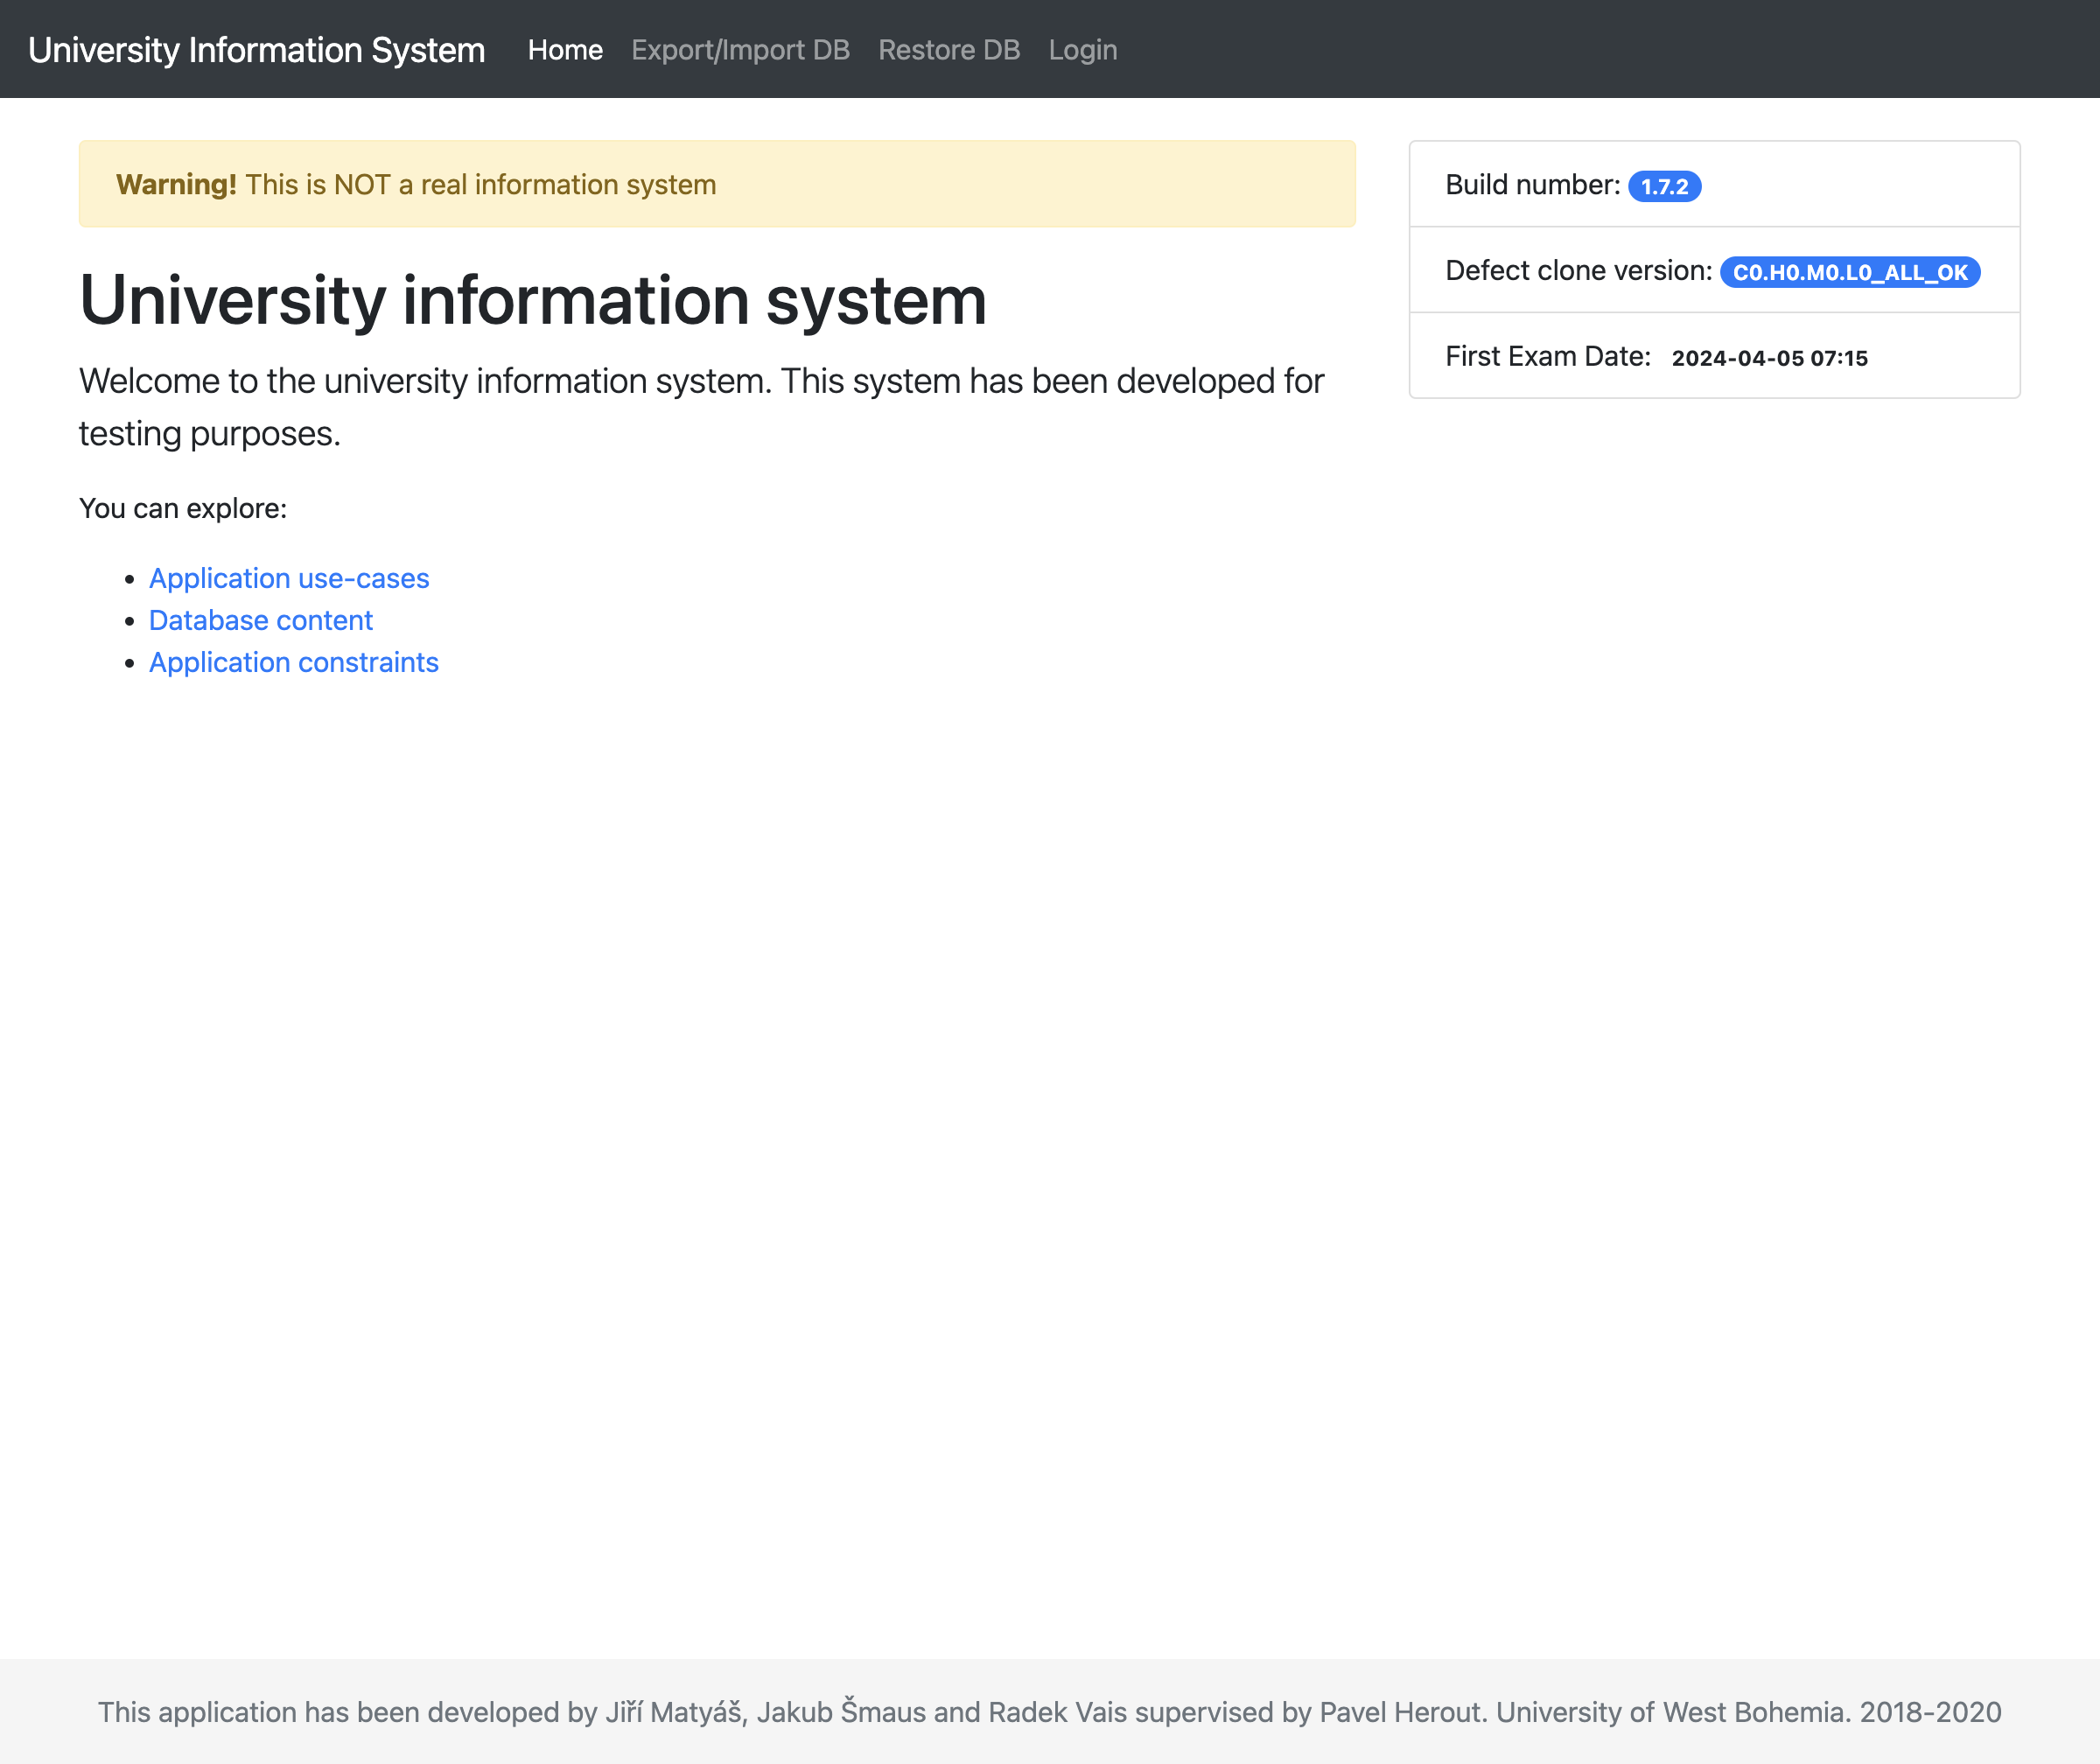 University Information System Home Export/Import DB Restore DB Login
Warning! This is NOT a real information system
University information system
Welcome to the university information system. This system has been developed for
testing purposes.
You can explore:
Application use-cases
Database content
Application constraints
Build number: 1.7.2
Defect clone version: C0.H0.M0.L0_ALL_OK
First Exam Date: 2024-04-05 07:15
This application has been developed by Jiří Matyáš, Jakub Šmaus and Radek Vais supervised by Pavel Herout. University of West Bohemia. 2018-2020